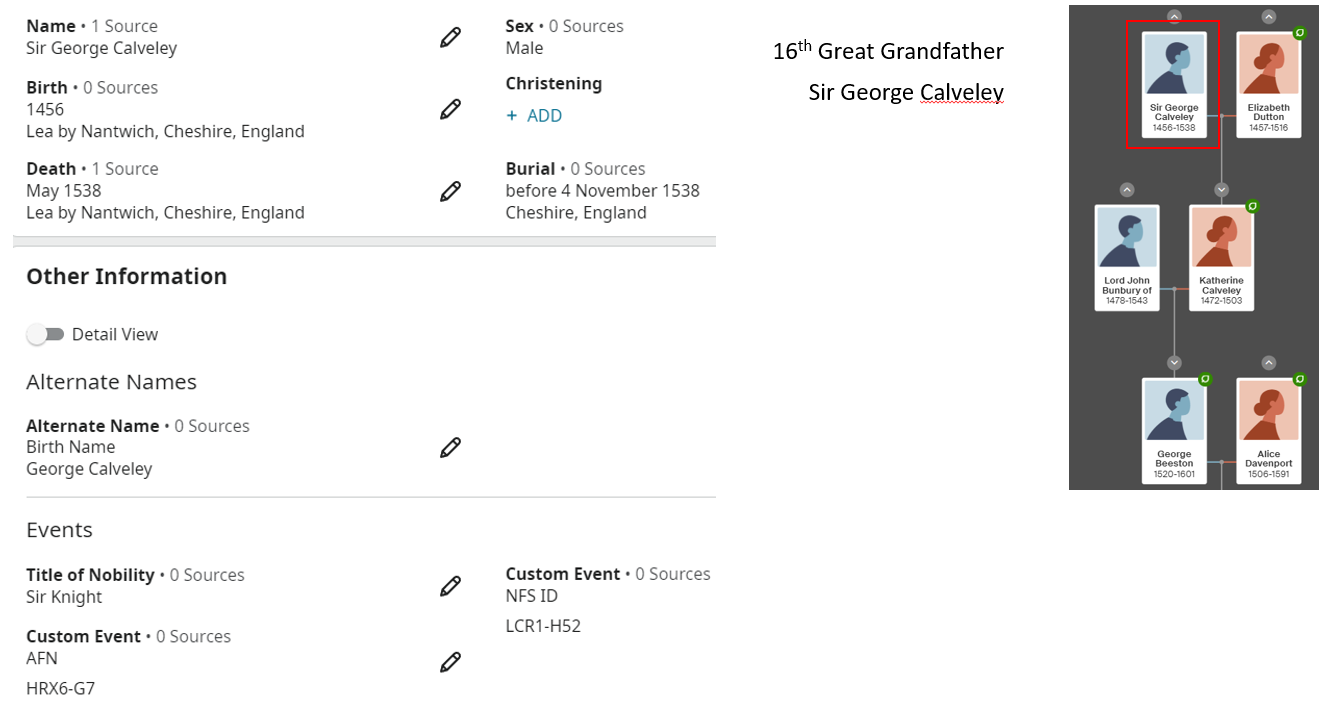 Name • 1 Source
Sir George Calveley
Sex • 0 Sources
Male
Birth • 0 Sources
1456
Lea by Nantwich, Cheshire, England
Christening
+ ADD
Death • 1 Source
May 1538
Lea by Nantwich, Cheshire, England
Burial • 0 Sources
before 4 November 1538
Cheshire, England
Other Information
Detail View
Alternate Names
Alternate Name • 0 Sources
Birth Name
George Calveley
Events
Title of Nobility • 0 Sources
Sir Knight
Custom Event • 0 Sources
NFS ID
LCR1-H52
Custom Event • 0 Sources
AFN
HRX6-G7
16th Great Grandfather
Sir George Calveley
Sir George
Calveley
1456-1538
Elizabeth
Dutton
1457-1516
Lord John
Bunbury of
1478-1543
Katherine
Calveley
1472-1503
George
Beeston
1520-1601
Alice
Davenport
1506-1591